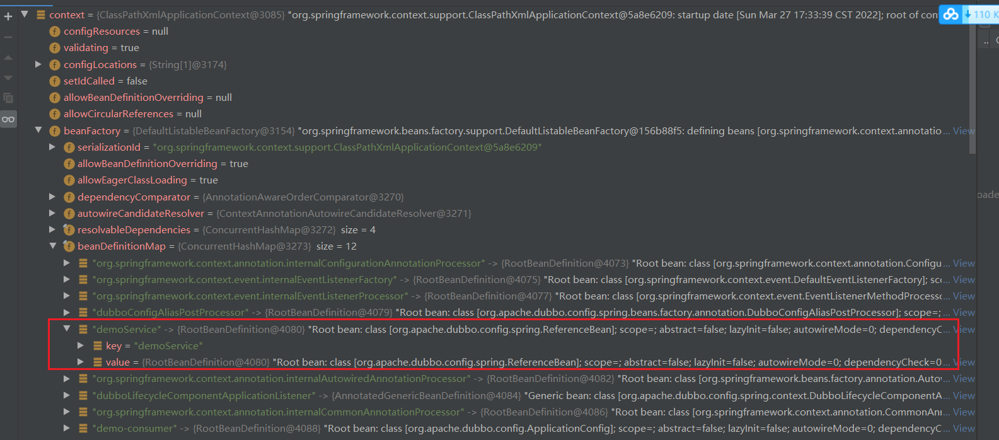 context = {ClassPathXmlApplicationContext@3085} "org.springframework.context.support.ClassPathXmlApplicationContext@5a8e6209: startup date [Sun Mar 27 17:33:39 CST 2022]; root of con
110 K
configResources = null
validating = true
..
configLocations = {String[1]@3174}
setIdCalled = false
allowBeanDefinitionOverriding = null
allowCircularReferences = null
beanFactory = {DefaultListableBeanFactory@3154} "org.springframework.beans.factory.support.DefaultListableBeanFactory@156b88f5: defining beans [org.springframework.context.annotatio... View
serializationId = "org.springframework.context.support.ClassPathXmlApplicationContext@5a8e6209"
allowBeanDefinitionOverriding = true
allowEagerClassLoading = true
dependencyComparator = {AnnotationAwareOrderComparator@3270}
oade
autowireCandidateResolver = {ContextAnnotationAutowireCandidateResolver@3271}
resolvableDependencies = {ConcurrentHashMap@3272} size = 4
beanDefinitionMap = {ConcurrentHashMap@3273} size = 12
"org.springframework.context.annotation.internalConfigurationAnnotationProcessor" -> {RootBeanDefinition@4073} "Root bean: class [org.springframework.context.annotation.Configu... View
"org.springframework.context.event.internalEventListenerFactory" -> {RootBeanDefinition@4075} "Root bean: class [org.springframework.context.event.DefaultEventListenerFactory]; sc... View
"org.springframework.context.event.internalEventListenerProcessor" -> {RootBeanDefinition@4077} "Root bean: class [org.springframework.context.event.EventListenerMethodProcess... View
"dubboConfigAliasPostProcessor" -> {RootBeanDefinition@4079} "Root bean: class [org.apache.dubbo.config.spring.beans.factory.annotation.DubboConfigAliasPostProcessor]; scope=;... View
"demoService" -> {RootBeanDefinition@4080} "Root bean: class [org.apache.dubbo.config.spring.ReferenceBean]; scope=; abstract=false; lazyInit=false; autowireMode=0; dependencyC... View
key = "demoService"
value = {RootBeanDefinition@4080} "Root bean: class [org.apache.dubbo.config.spring.ReferenceBean]; scope=; abstract=false; lazyInit=false; autowireMode=0; dependencyCheck=0... View
"org.springframework.context.annotation.internalAutowiredAnnotationProcessor" -> {RootBeanDefinition@4082} "Root bean: class [org.springframework.beans.factory.annotation.Autow... View
"dubboLifecycleComponentApplicationListener" -> {AnnotatedGenericBeanDefinition@4084} "Generic bean: class [org.apache.dubbo.config.spring.context.DubboLifecycleComponentA... View
"org.springframework.context.annotation.internalCommonAnnotationProcessor" -> {RootBeanDefinition@4086} "Root bean: class [org.springframework.context.annotation.CommonAnn... View
"demo-consumer" -> {RootBeanDefinition@4088} "Root bean: class [org.apache.dubbo.config.ApplicationConfig]; scope=; abstract=false; lazyInit=false; autowireMode=0; dependencyC... View